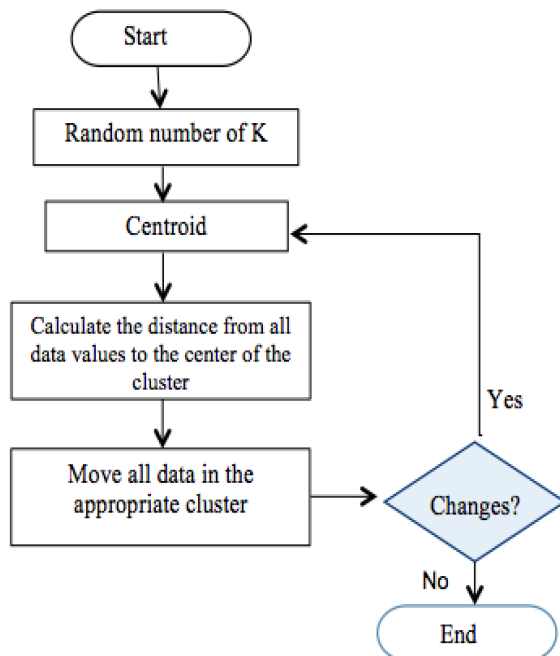 Start
Random number of K
Centroid
Calculate the distance from all
data values to the center of the
cluster
Move all data in the
appropriate cluster
Changes?
Yes
No
End